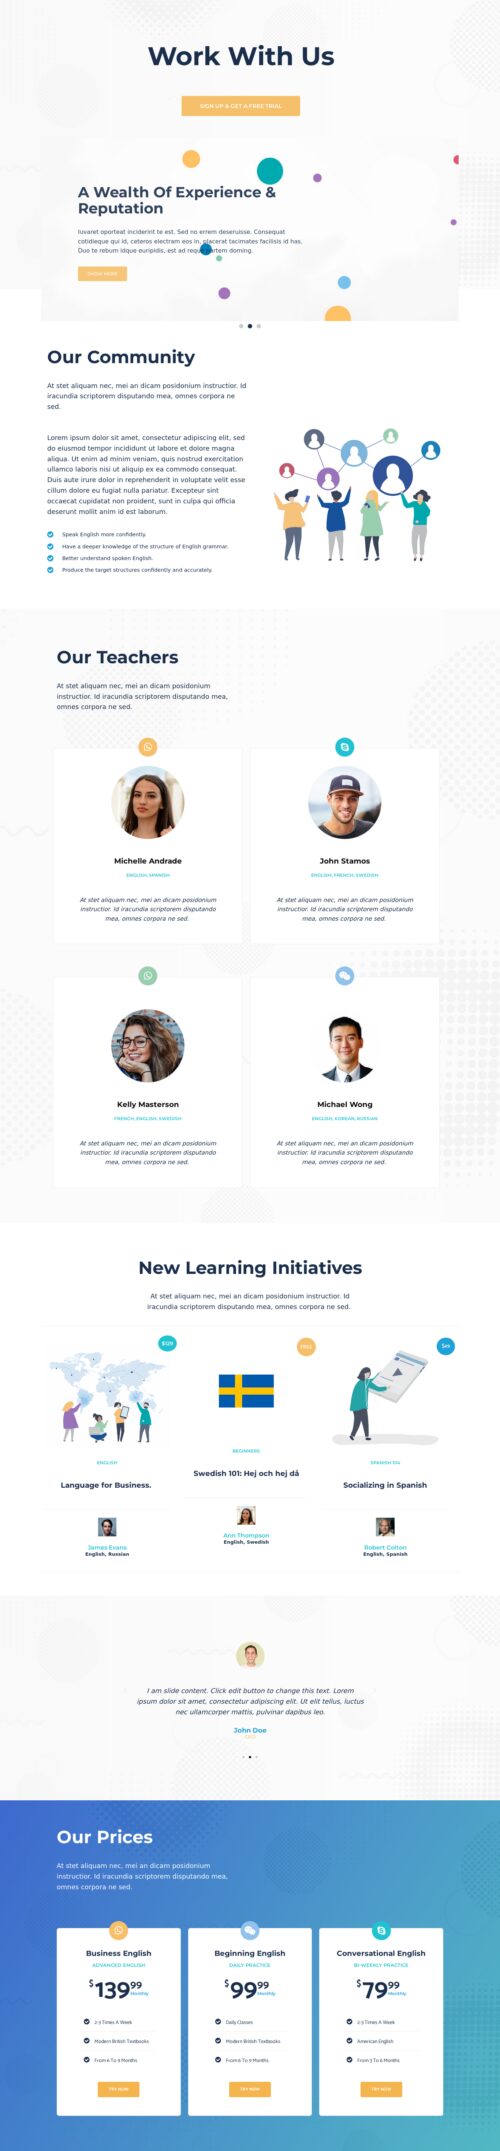 Work With Us
SIGN UP & GET A FREE TRIAL
A Wealth Of Experience &
Reputation
Iuvaret oporteat inciderint te est. Sed no errem deseruisse. Consequat
cotidieque qui id, ceteros electram eos in, placerat tacimates facilisis id has.
Duo te rebum idque euripidis, est ad reque partem doming.
SHOW MORE
Our Community
At stet aliquam nec, mei an dicam posidonium instructior. Id
iracundia scriptorem disputando mea, omnes corpora ne
sed.
Lorem ipsum dolor sit amet, consectetur adipiscing elit, sed
do eiusmod tempor incididunt ut labore et dolore magna
aliqua. Ut enim ad minim veniam, quis nostrud exercitation
ullamco laboris nisi ut aliquip ex ea commodo consequat.
Duis aute irure dolor in reprehenderit in voluptate velit esse
cillum dolore eu fugiat nulla pariatur. Excepteur sint
occaecat cupidatat non proident, sunt in culpa qui officia
deserunt mollit anim id est laborum.
Speak English more confidently.
Have a deeper knowledge of the structure of English grammar.
Better understand spoken English.
Produce the target structures confidently and accurately.
Our Teachers
At stet aliquam nec, mei an dicam posidonium
instructior. Id iracundia scriptorem disputando mea,
omnes corpora ne sed.
Michelle Andrade
ENGLISH, SPANISH
At stet aliquam nec, mei an dicam posidonium
instructior. Id iracundia scriptorem disputando
mea, omnes corpora ne sed.
John Stamos
ENGLISH, FRENCH, SWEDISH
At stet aliquam nec, mei an dicam posidonium
instructior. Id iracundia scriptorem disputando
mea, omnes corpora ne sed.
Kelly Masterson
FRENCH, ENGLISH, SWEDISH
At stet aliquam nec, mei an dicam posidonium
instructior. Id iracundia scriptorem disputando
mea, omnes corpora ne sed.
Michael Wong
ENGLISH, KOREAN, RUSSIAN
At stet aliquam nec, mei an dicam posidonium
instructior. Id iracundia scriptorem disputando
mea, omnes corpora ne sed.
New Learning Initiatives
At stet aliquam nec, mei an dicam posidonium instructior. Id
iracundia scriptorem disputando mea, omnes corpora ne sed.
ENGLISH
Language for Business.
James Evans
English, Russian
FREE
BEGINNERS
Swedish 101: Hej och hej då
Ann Thompson
English, Swedish
SPANISH 104
Socializing in Spanish
Robert Colton
English, Spanish
I am slide content. Click edit button to change this text. Lorem
ipsum dolor sit amet, consectetur adipiscing elit. Ut elit tellus, luctus
nec ullamcorper mattis, pulvinar dapibus leo.
John Doe
CEO
Our Prices
At stet aliquam nec, mei an dicam posidonium
instructior. Id iracundia scriptorem disputando mea,
omnes corpora ne sed.
Business English
ADVANCED ENGLISH
$139.99
Monthly
2-3 Times A Week
Modern British Textbooks
From 6 To 9 Months
TRY NOW
Beginning English
DAILY PRACTICE
$99.99
Monthly
Daily Classes
Modern British Textbooks
From 6 To 9 Months
TRY NOW
Conversational English
BI-WEEKLY PRACTICE
$79.99
Monthly
2-3 Times A Week
American English
From 3 To 6 Months
TRY NOW